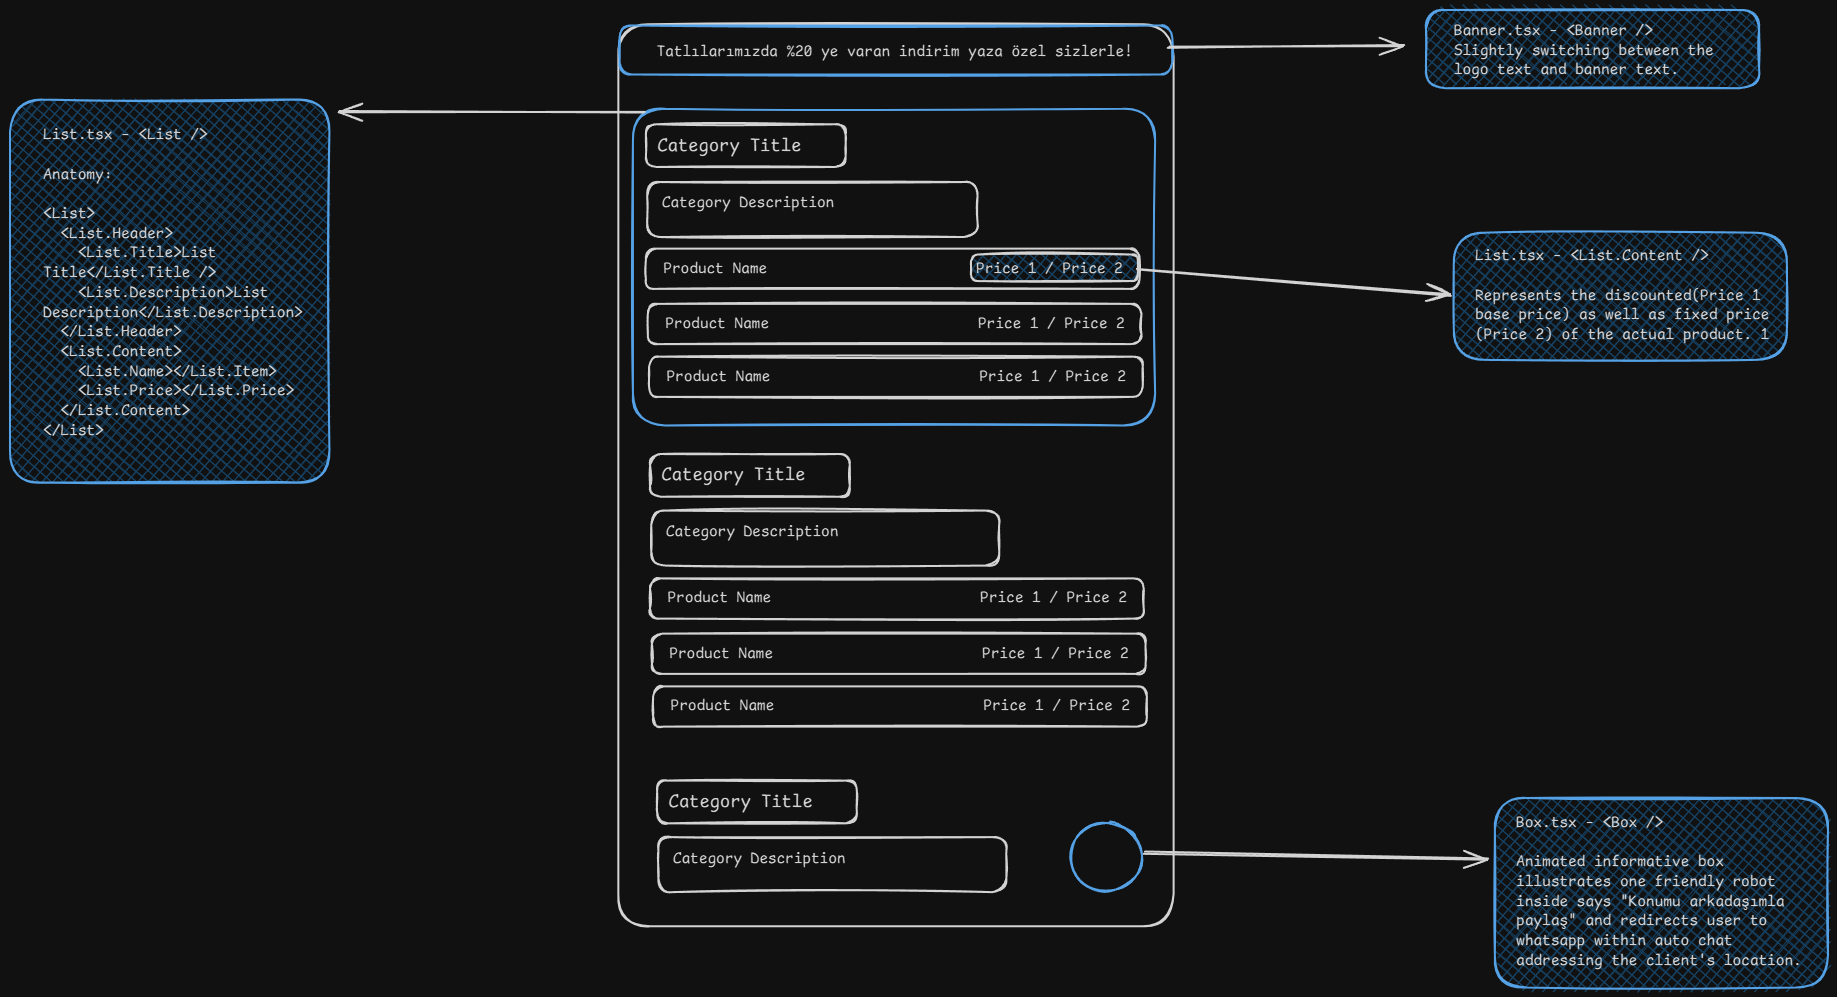 Tatlılarımızda %20 ye varan indirim yaza özel sizlerle!
Banner.tsx - <Banner />
Slightly switching between the
logo text and banner text.
List.tsx - <List />
Anatomy:
<List>
<List.Header>
<List.Title>List
Title</List.Title />
<List.Description>List
Description</List.Description>
</List.Header>
<List.Content>
<List.Name></List.Item>
<List.Price></List.Price>
</List.Content>
</List>
Category Title
Category Description
Product Name Price 1 / Price 2
Product Name Price 1 / Price 2
Product Name Price 1 / Price 2
List.tsx - <List.Content />
Represents the discounted(Price 1
base price) as well as fixed price
(Price 2) of the actual product. 1
Category Title
Category Description
Product Name Price 1 / Price 2
Product Name Price 1 / Price 2
Product Name Price 1 / Price 2
Category Title
Category Description
Box.tsx - <Box />
Animated informative box
illustrates one friendly robot
inside says "Konumu arkadaşımla
paylaş" and redirects user to
whatsapp within auto chat
addressing the client's location.